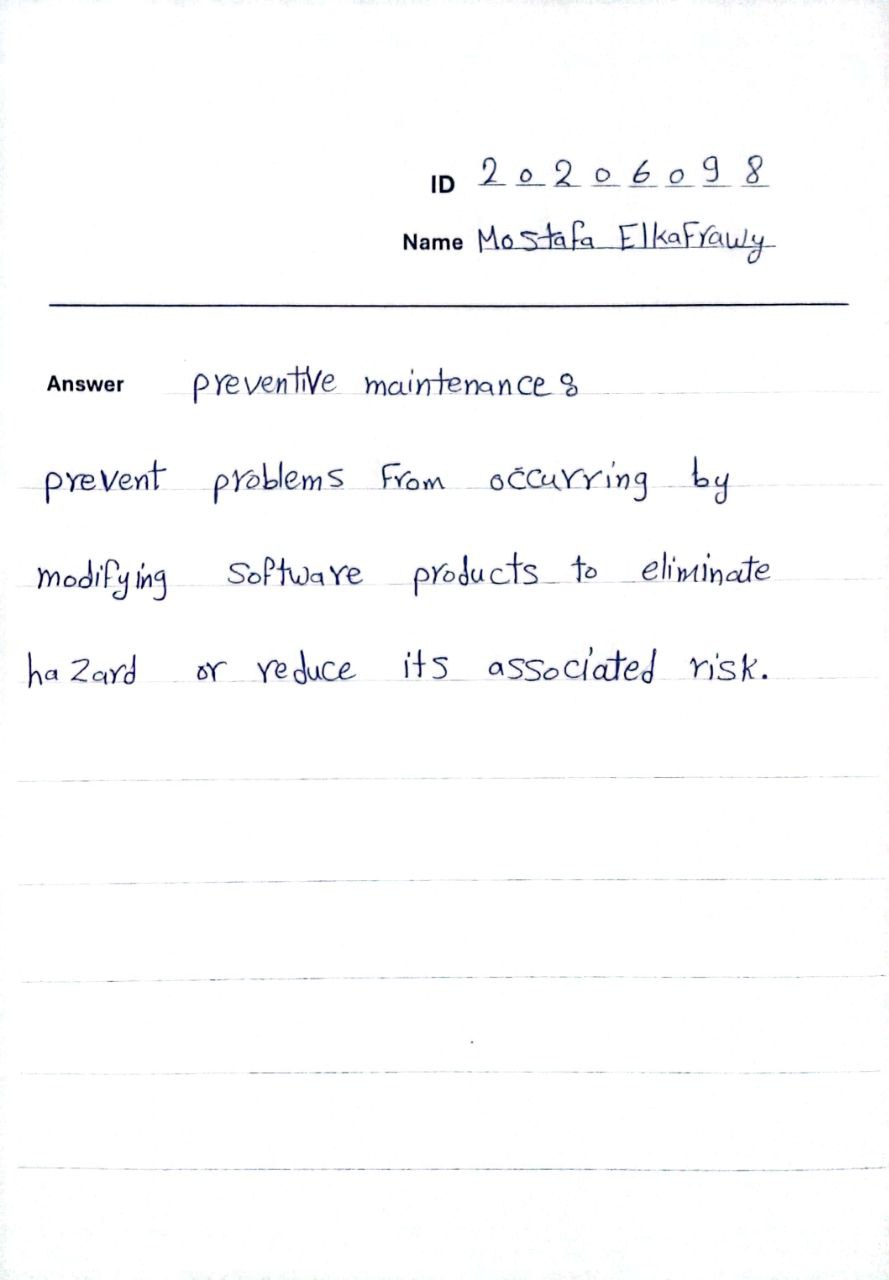 ID 20206098
Name Mostafa Elkafrawy
Answer preventive maintenance :
prevent problems from occurring by
modifying software products to eliminate
hazard or reduce its associated risk.